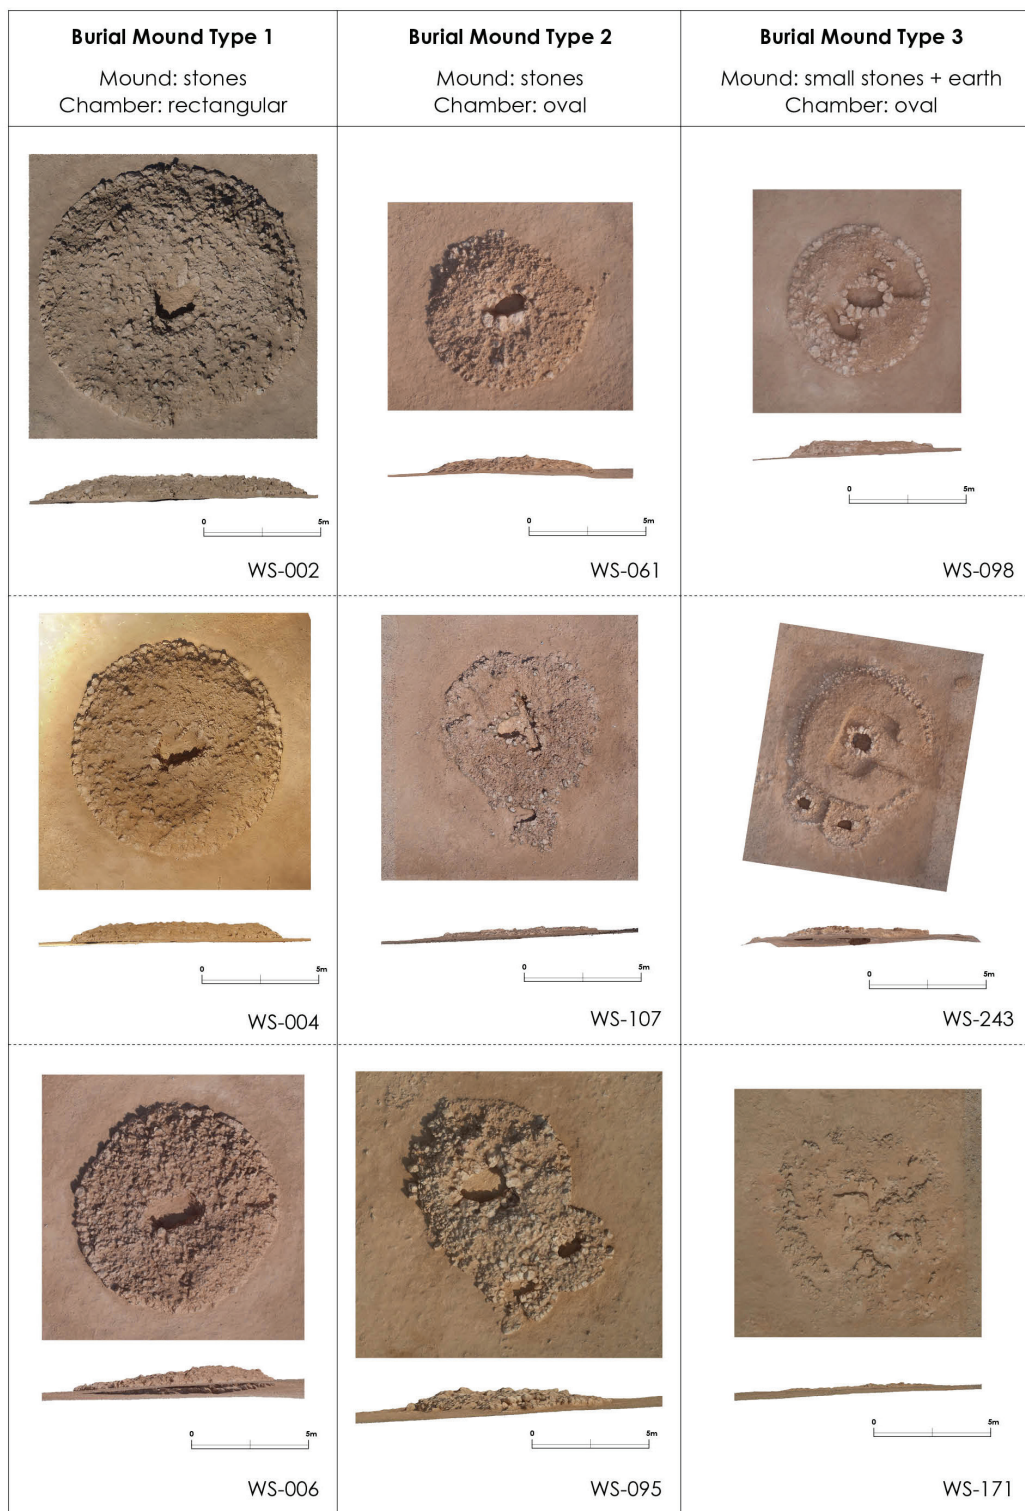 Burial Mound Type 1
Mound: stones
Chamber: rectangular
Burial Mound Type 2
Mound: stones
Chamber: oval
Burial Mound Type 3
Mound: small stones + earth
Chamber: oval
0 5m
WS-002
0 5m
WS-061
0 5m
WS-098
0 5m
WS-004
0 5m
WS-107
0 5m
WS-243
0 5m
WS-006
0 5m
WS-095
0 5m
WS-171